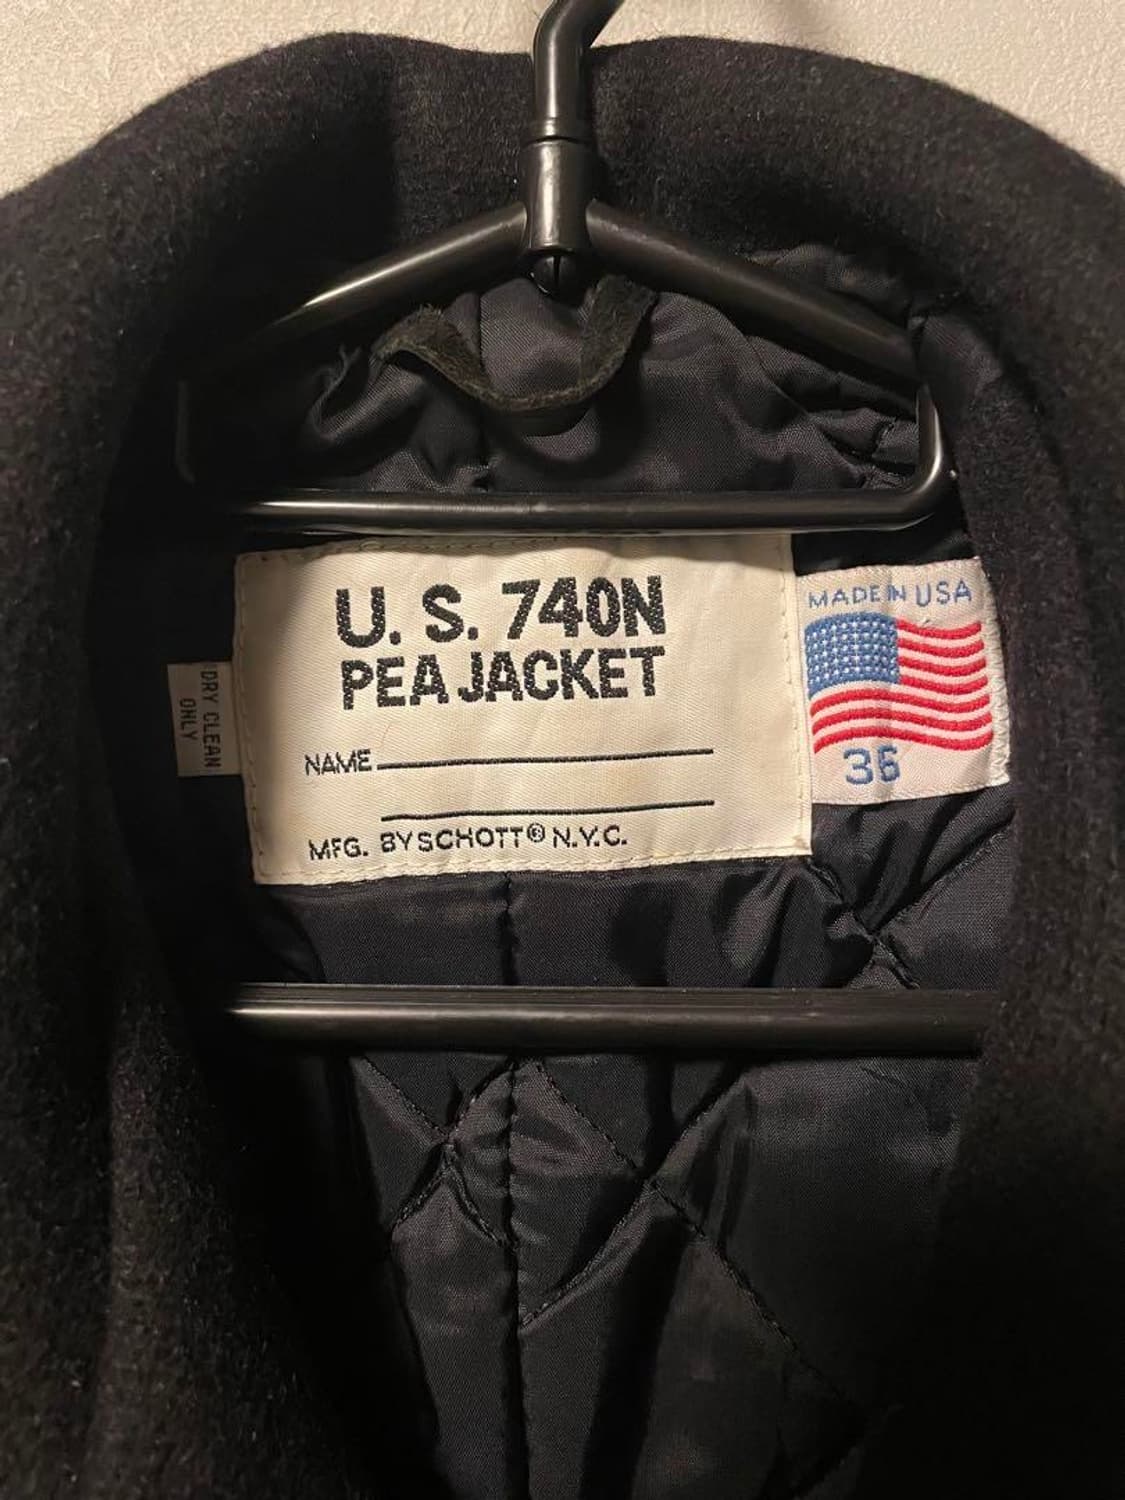 U. S. 740N
PEA JACKET
NAME
MFG. BY SCHOTT® N.Y.C.
MADE IN USA
36
DRY CLEAN
ONLY